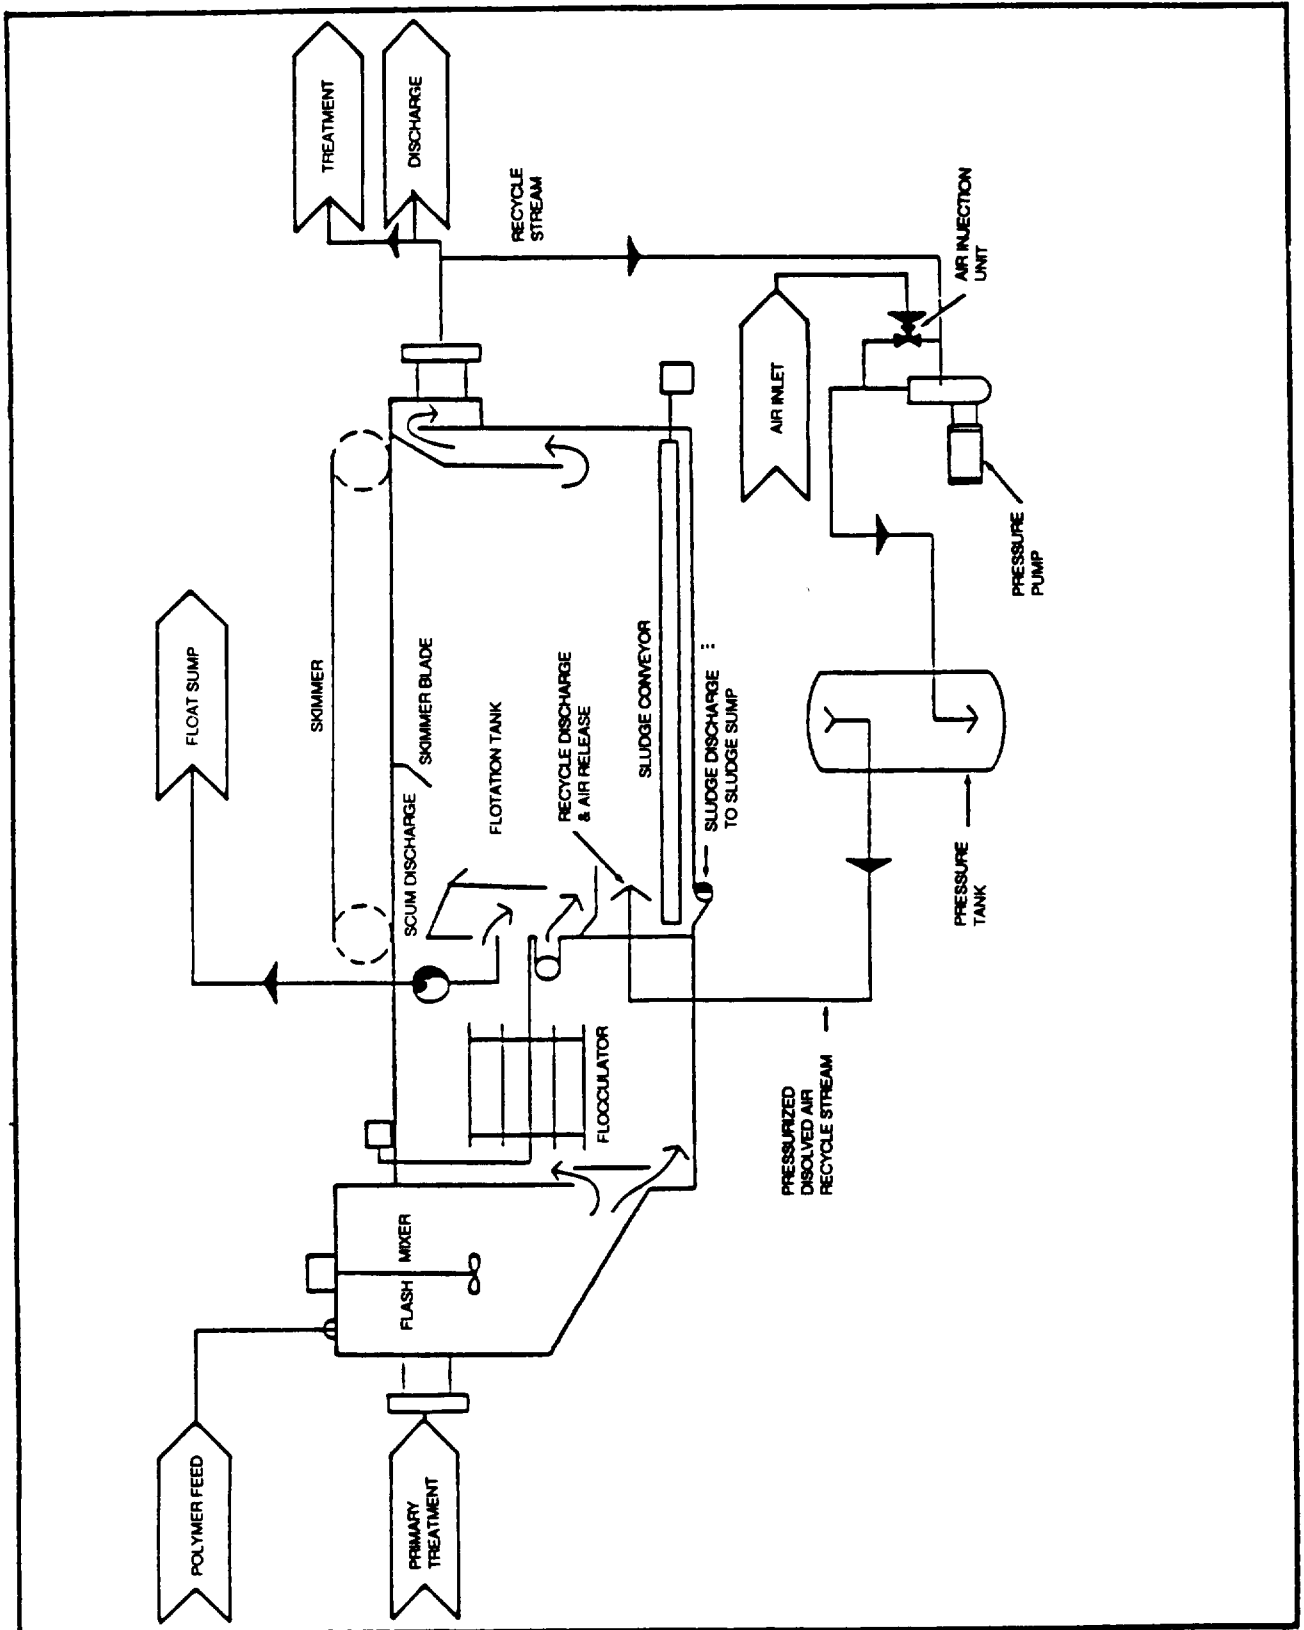 POLYMER FEED
PRIMARY
TREATMENT
FLASH MIXER
FLOCCULATOR
FLOAT SUMP
SKIMMER
SCUM DISCHARGE
SKIMMER BLADE
FLOTATION TANK
RECYCLE DISCHARGE
& AIR RELEASE
SLUDGE CONVEYOR
SLUDGE DISCHARGE
TO SLUDGE SUMP
TREATMENT
DISCHARGE
RECYCLE
STREAM
AIR INLET
AIR INJECTION
UNIT
PRESSURE
PUMP
PRESSURE
TANK
PRESSURIZED
DISOLVED AIR
RECYCLE STREAM